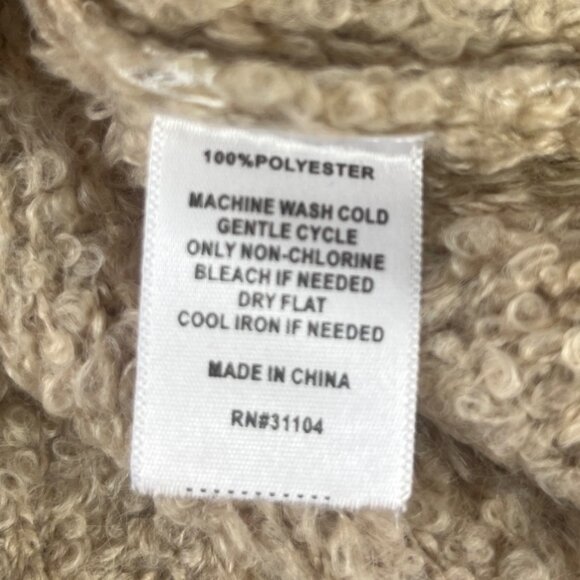 100%POLYESTER
MACHINE WASH COLD
GENTLE CYCLE
ONLY NON-CHLORINE
BLEACH IF NEEDED
DRY FLAT
COOL IRON IF NEEDED
MADE IN CHINA
RN#31104